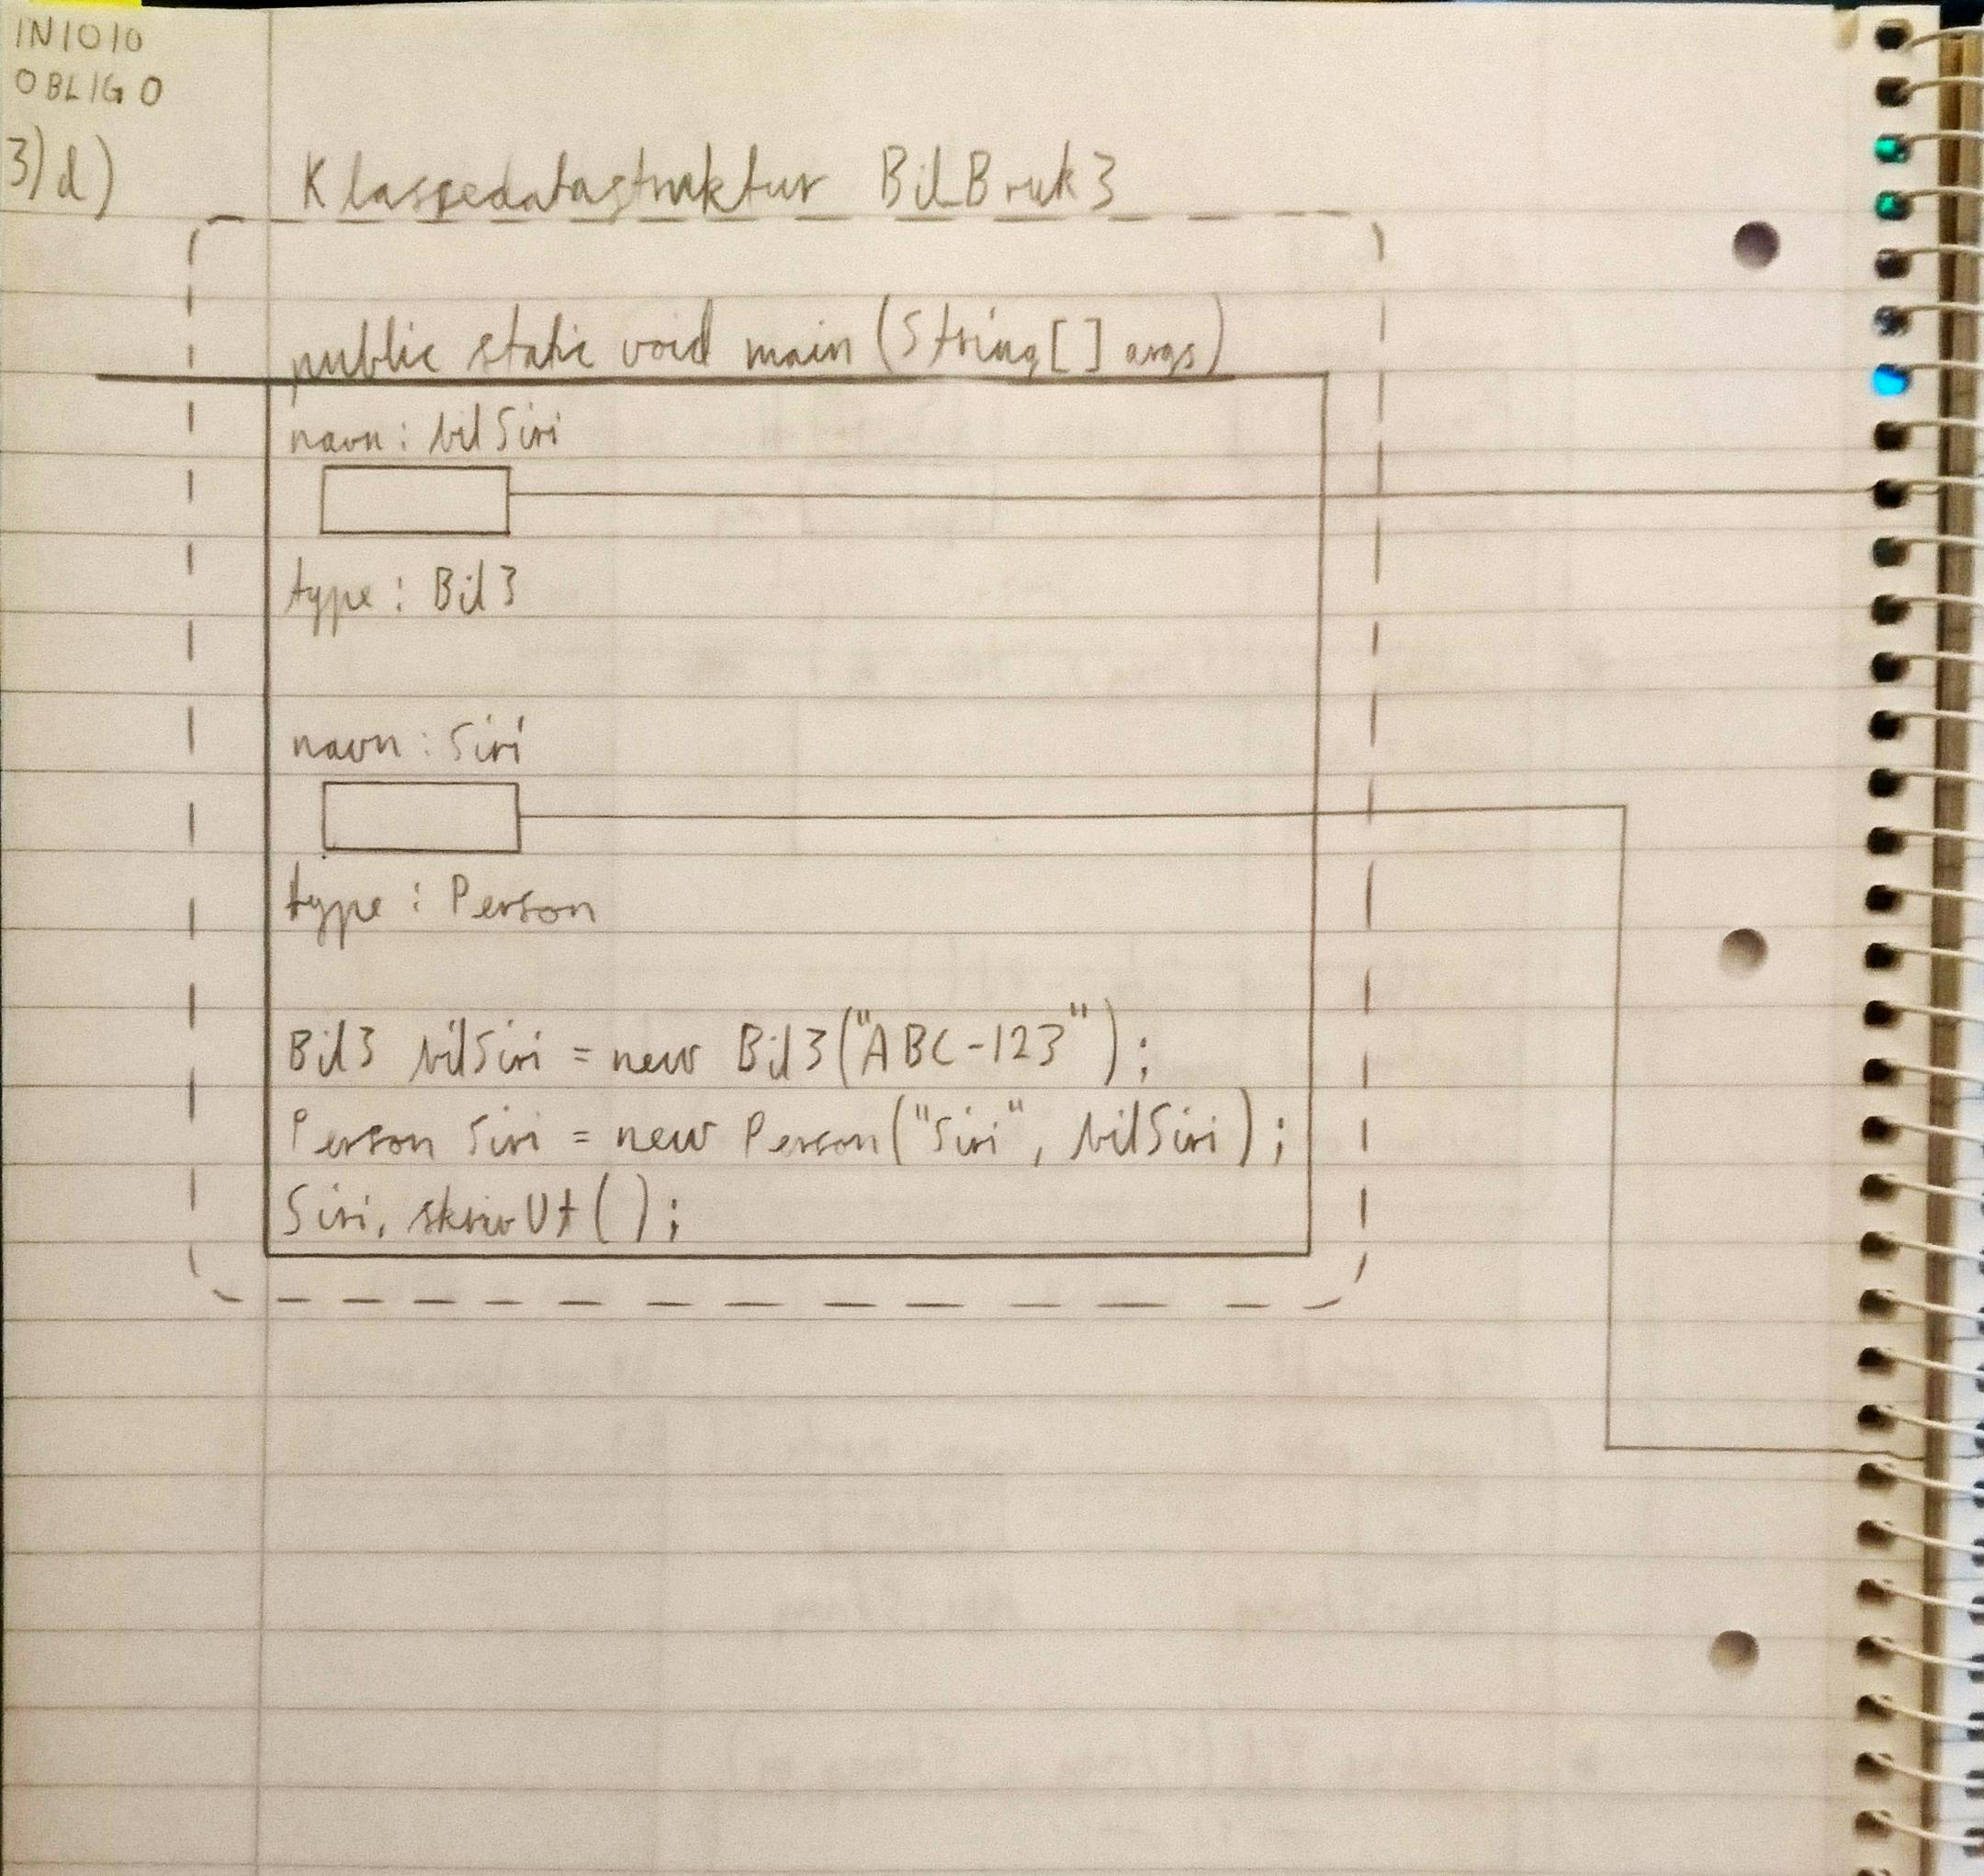 IN1010
OBLIG 0
3)d)
Klassedatastruktur BilBruk3
public static void main (String[] args)
navn: bilSiri
type: Bil3
navn: Siri
type: Person
Bil3 bilSiri = new Bil3("ABC-123");
Person Siri = new Person("Siri", bilSiri);
Siri.skrivUt();